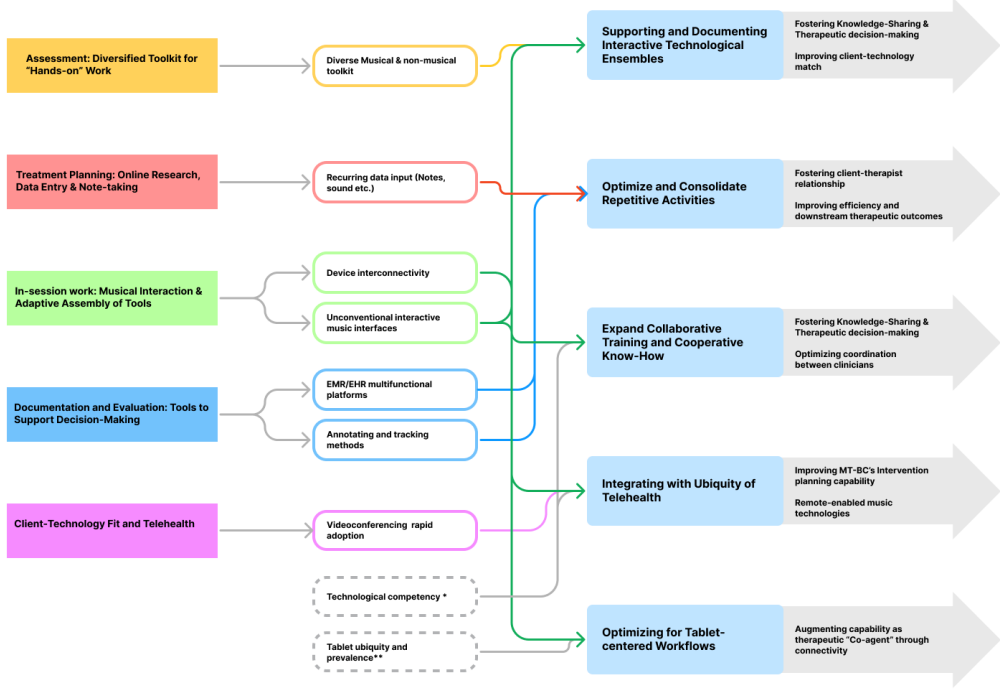 Assessment: Diversified Toolkit for
“Hands-on” Work
Treatment Planning: Online Research,
Data Entry & Note-taking
In-session work: Musical Interaction &
Adaptive Assembly of Tools
Documentation and Evaluation: Tools to
Support Decision-Making
Client-Technology Fit and Telehealth
Diverse Musical & non-musical
toolkit
Recurring data input (Notes,
sound etc.)
Device interconnectivity
Unconventional interactive
music interfaces
EMR/EHR multifunctional
platforms
Annotating and tracking
methods
Videoconferencing rapid
adoption
Technological competency *
Tablet ubiquity and
prevalence**
Supporting and Documenting
Interactive Technological
Ensembles
Optimize and Consolidate
Repetitive Activities
Expand Collaborative
Training and Cooperative
Know-How
Integrating with Ubiquity of
Telehealth
Optimizing for Tablet-
centered Workflows
Fostering Knowledge-Sharing &
Therapeutic decision-making
Improving client-technology
match
Fostering client-therapist
relationship
Improving efficiency and
downstream therapeutic outcomes
Fostering Knowledge-Sharing &
Therapeutic decision-making
Optimizing coordination
between clinicians
Improving MT-BC’s Intervention
planning capability
Remote-enabled music
technologies
Augmenting capability as
therapeutic “Co-agent” through
connectivity